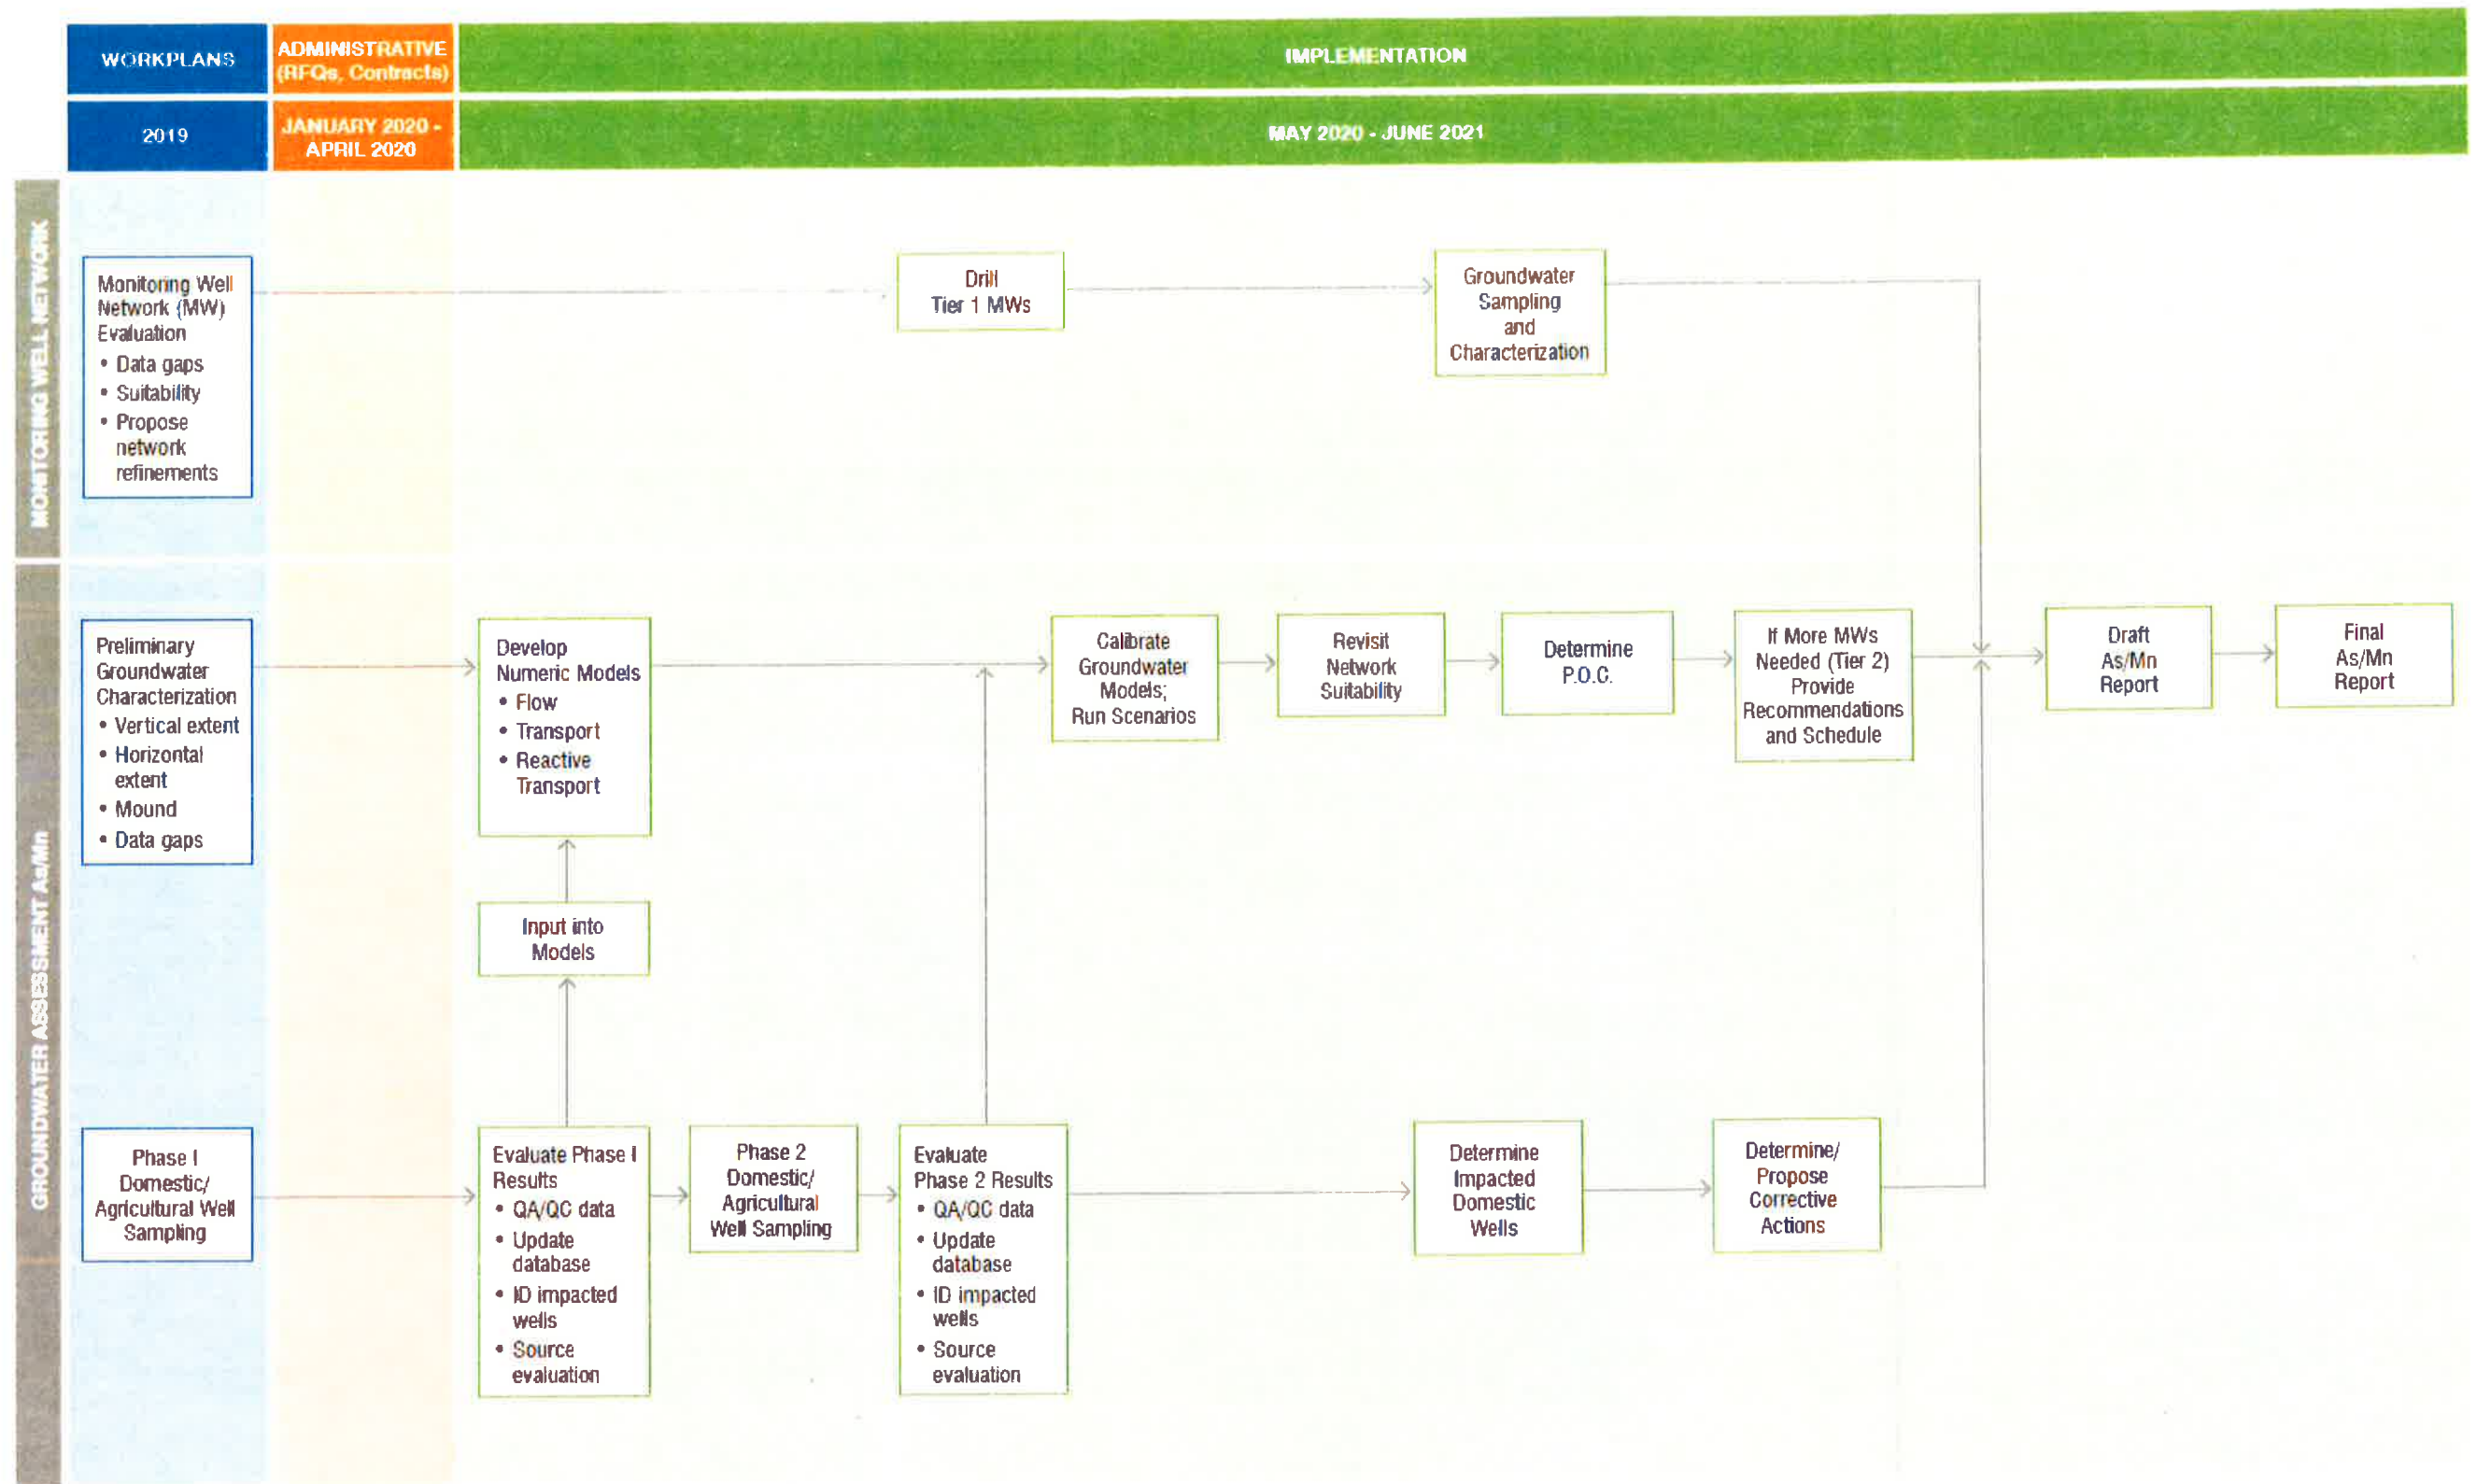 WORKPLANS
ADMINISTRATIVE
(RFQs, Contracts)
IMPLEMENTATION
2019
JANUARY 2020 -
APRIL 2020
MAY 2020 - JUNE 2021
MONITORING WELL NETWORK
Monitoring Well
Network (MW)
Evaluation
• Data gaps
• Suitability
• Propose
network
refinements
Drill
Tier 1 MWs
Groundwater
Sampling
and
Characterization
GROUNDWATER ASSESSMENT As/Mn
Preliminary
Groundwater
Characterization
• Vertical extent
• Horizontal
extent
• Mound
• Data gaps
Develop
Numeric Models
• Flow
• Transport
• Reactive
Transport
Calibrate
Groundwater
Models;
Run Scenarios
Revisit
Network
Suitability
Determine
P.O.C.
If More MWs
Needed (Tier 2)
Provide
Recommendations
and Schedule
Draft
As/Mn
Report
Final
As/Mn
Report
Input into
Models
Phase I
Domestic/
Agricultural Well
Sampling
Evaluate Phase I
Results
• QA/QC data
• Update
database
• ID impacted
wells
• Source
evaluation
Phase 2
Domestic/
Agricultural
Well Sampling
Evaluate
Phase 2 Results
• QA/QC data
• Update
database
• ID impacted
wells
• Source
evaluation
Determine
Impacted
Domestic
Wells
Determine/
Propose
Corrective
Actions